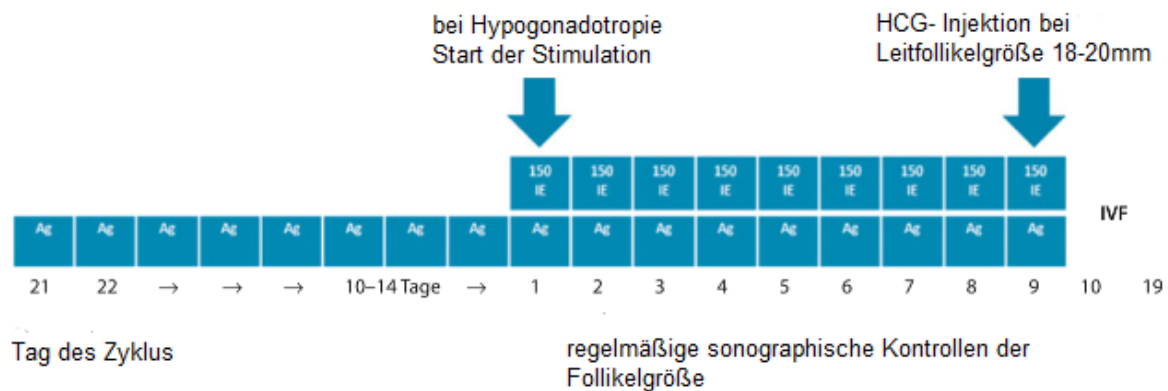 bei Hypogonadotropie
Start der Stimulation
HCG- Injektion bei
Leitfollikelgröße 18-20mm
150 IE 150 IE 150 IE 150 IE 150 IE 150 IE 150 IE 150 IE 150 IE
Ag Ag Ag Ag Ag Ag Ag Ag Ag Ag Ag Ag Ag Ag Ag Ag Ag
IVF
21 22 → → → 10–14 Tage → 1 2 3 4 5 6 7 8 9 10 19
Tag des Zyklus
regelmäßige sonographische Kontrollen der
Follikelgröße